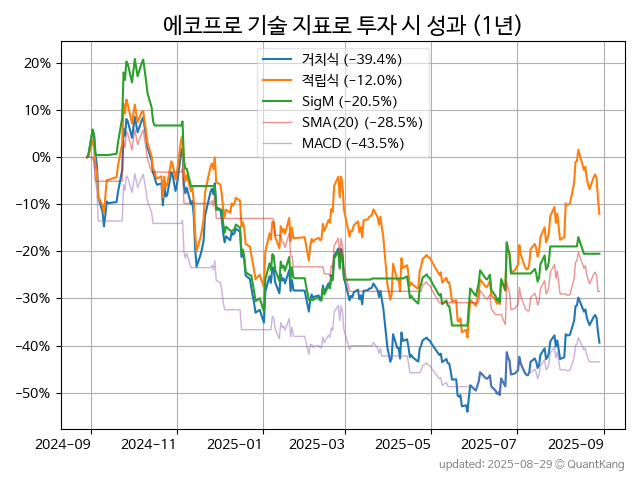 에코프로 기술 지표로 투자 시 성과 (1년)
거치식 (−39.4%)
적립식 (−12.0%)
SigM (−20.5%)
SMA(20) (−28.5%)
MACD (−43.5%)
20%
10%
0%
−10%
−20%
−30%
−40%
−50%
2024-09 2024-11 2025-01 2025-03 2025-05 2025-07 2025-09
updated: 2025-08-29 © QuantKang